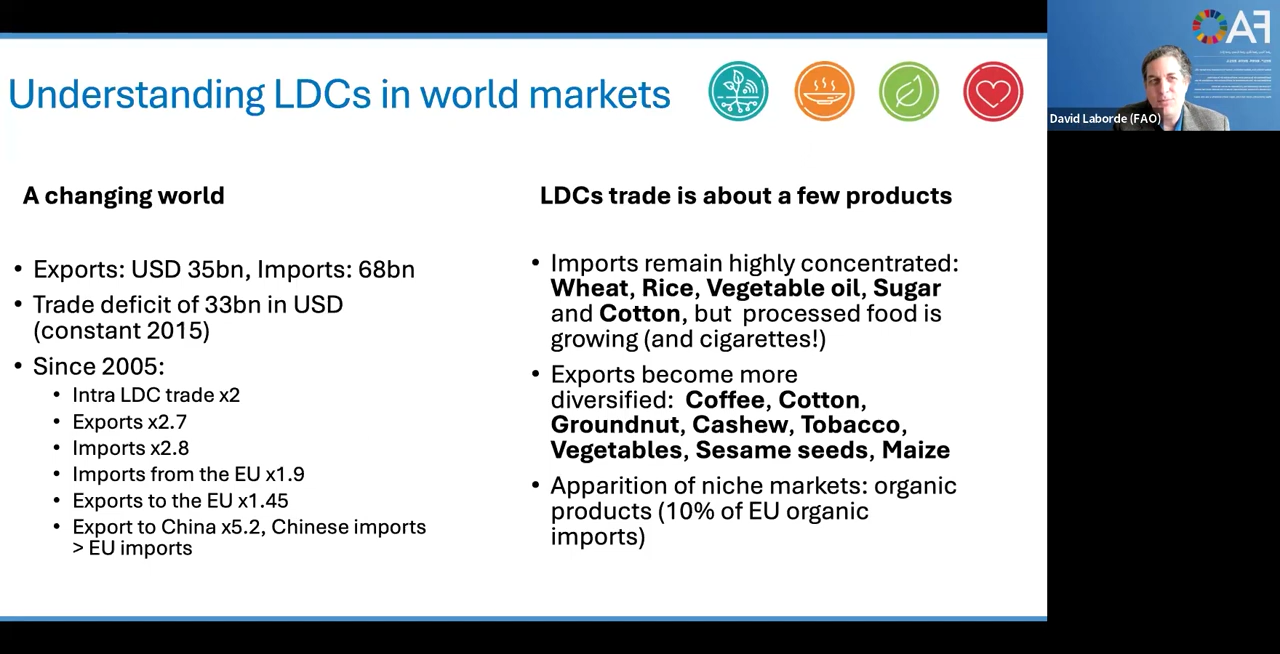 Understanding LDCs in world markets
A changing world
• Exports: USD 35bn, Imports: 68bn
• Trade deficit of 33bn in USD
(constant 2015)
• Since 2005:
• Intra LDC trade x2
• Exports x2.7
• Imports x2.8
• Imports from the EU x1.9
• Exports to the EU x1.45
• Export to China x5.2, Chinese imports
> EU imports
LDCs trade is about a few products
• Imports remain highly concentrated:
Wheat, Rice, Vegetable oil, Sugar
and Cotton, but processed food is
growing (and cigarettes!)
• Exports become more
diversified: Coffee, Cotton,
Groundnut, Cashew, Tobacco,
Vegetables, Sesame seeds, Maize
• Apparition of niche markets: organic
products (10% of EU organic
imports)
FAO
David Laborde (FAO)